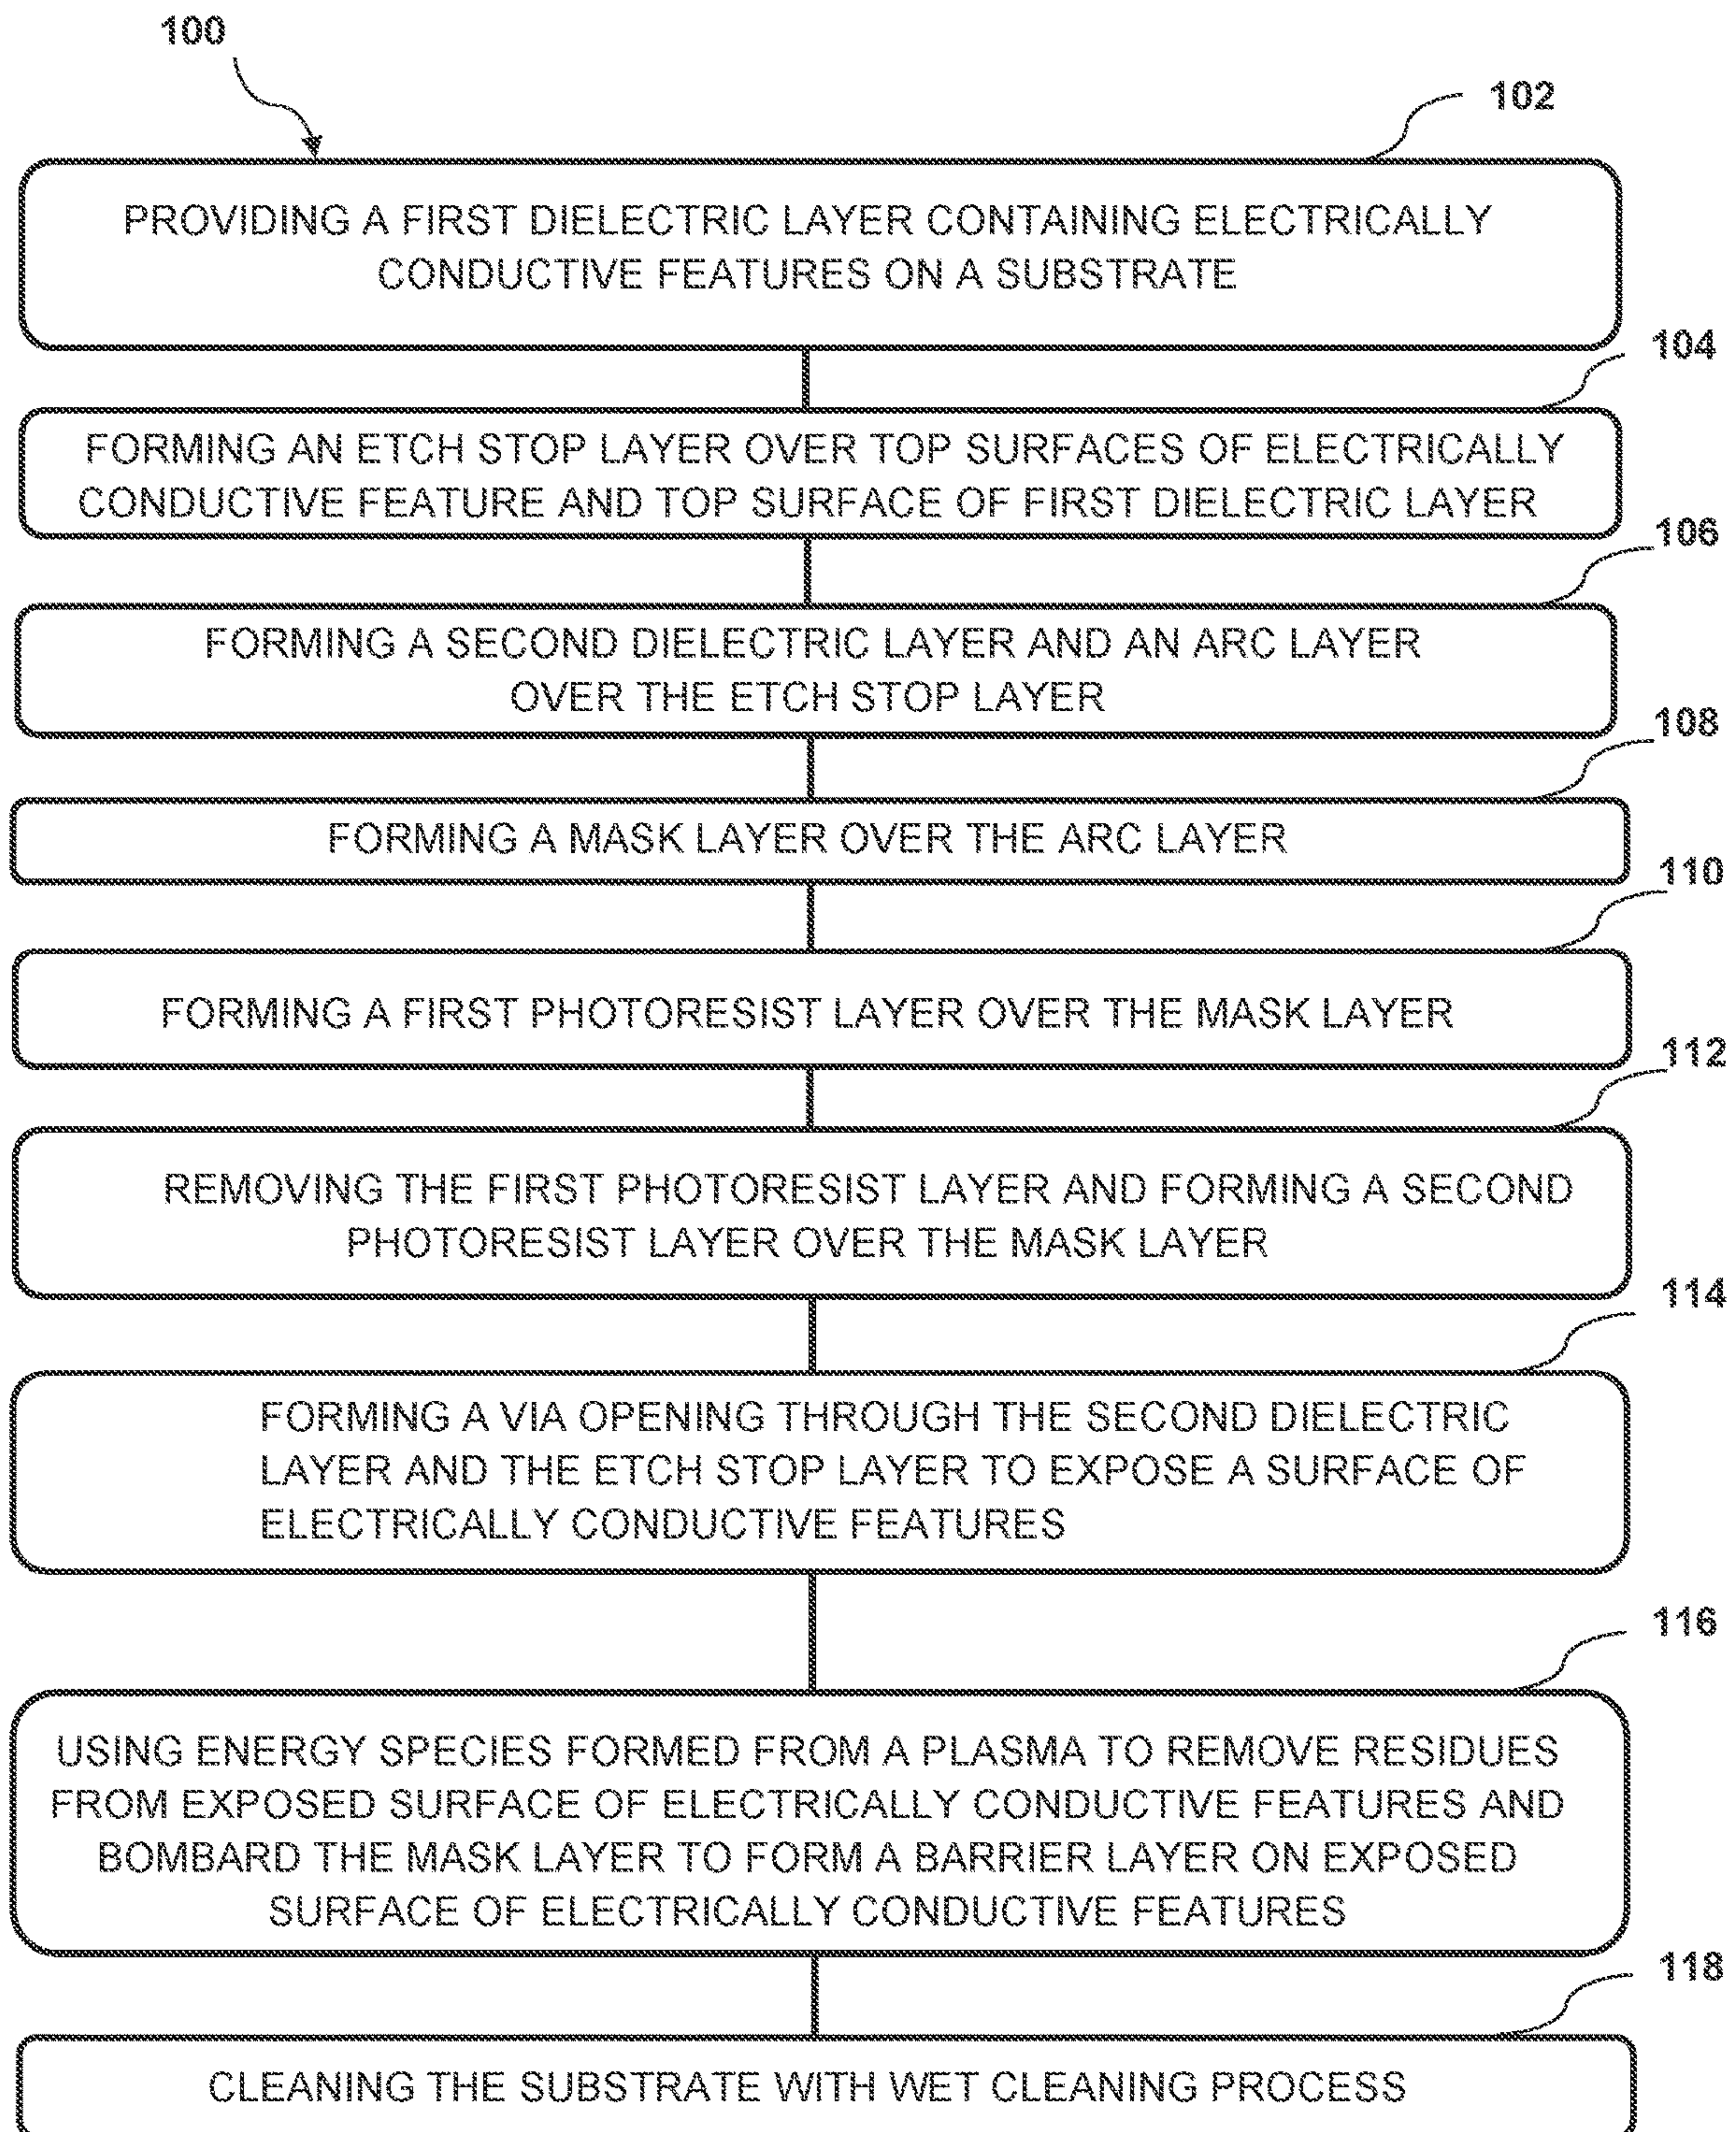 100
102
PROVIDING A FIRST DIELECTRIC LAYER CONTAINING ELECTRICALLY
CONDUCTIVE FEATURES ON A SUBSTRATE
104
FORMING AN ETCH STOP LAYER OVER TOP SURFACES OF ELECTRICALLY
CONDUCTIVE FEATURE AND TOP SURFACE OF FIRST DIELECTRIC LAYER
106
FORMING A SECOND DIELECTRIC LAYER AND AN ARC LAYER
OVER THE ETCH STOP LAYER
108
FORMING A MASK LAYER OVER THE ARC LAYER
110
FORMING A FIRST PHOTORESIST LAYER OVER THE MASK LAYER
112
REMOVING THE FIRST PHOTORESIST LAYER AND FORMING A SECOND
PHOTORESIST LAYER OVER THE MASK LAYER
114
FORMING A VIA OPENING THROUGH THE SECOND DIELECTRIC
LAYER AND THE ETCH STOP LAYER TO EXPOSE A SURFACE OF
ELECTRICALLY CONDUCTIVE FEATURES
116
USING ENERGY SPECIES FORMED FROM A PLASMA TO REMOVE RESIDUES
FROM EXPOSED SURFACE OF ELECTRICALLY CONDUCTIVE FEATURES AND
BOMBARD THE MASK LAYER TO FORM A BARRIER LAYER ON EXPOSED
SURFACE OF ELECTRICALLY CONDUCTIVE FEATURES
118
CLEANING THE SUBSTRATE WITH WET CLEANING PROCESS